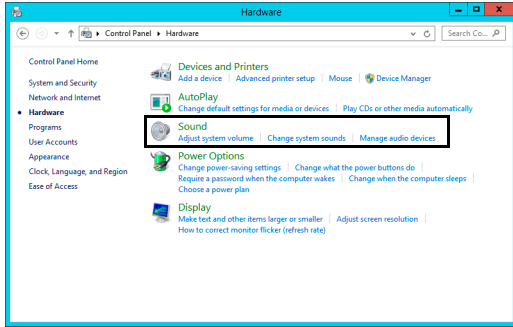 Hardware
Control Panel Hardware
Search Co...
Control Panel Home
System and Security
Network and Internet
Hardware
Programs
User Accounts
Appearance
Clock, Language, and Region
Ease of Access
Devices and Printers
Add a device Advanced printer setup Mouse Device Manager
AutoPlay
Change default settings for media or devices Play CDs or other media automatically
Sound
Adjust system volume Change system sounds Manage audio devices
Power Options
Change power-saving settings Change what the power buttons do
Require a password when the computer wakes Change when the computer sleeps
Choose a power plan
Display
Make text and other items larger or smaller Adjust screen resolution
How to correct monitor flicker (refresh rate)